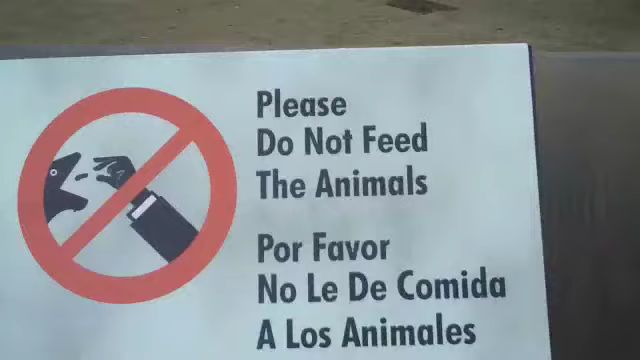 Please
Do Not Feed
The Animals
Por Favor
No Le De Comida
A Los Animales